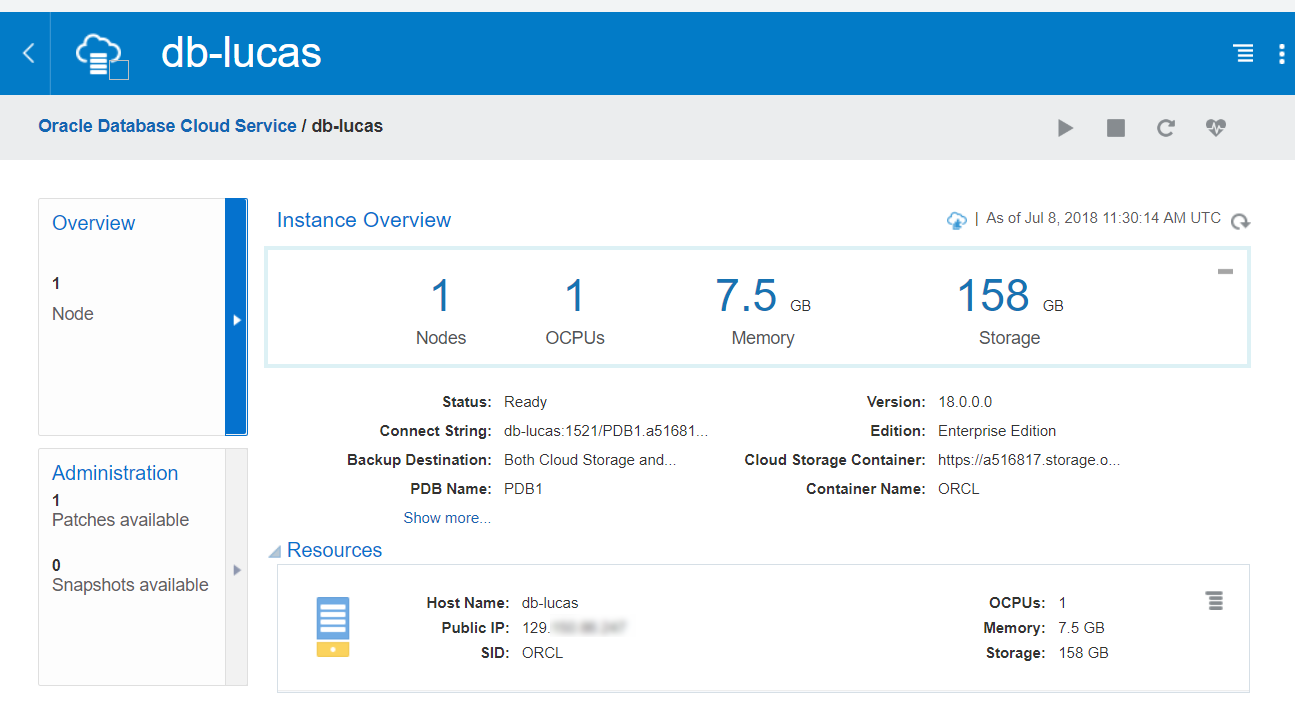 db-lucas
Oracle Database Cloud Service / db-lucas
Overview
1
Node
Administration
1
Patches available
0
Snapshots available
Instance Overview
| As of Jul 8, 2018 11:30:14 AM UTC
1 1 7.5 GB 158 GB
Nodes OCPUs Memory Storage
Status: Ready Version: 18.0.0.0
Connect String: db-lucas:1521/PDB1.a51681... Edition: Enterprise Edition
Backup Destination: Both Cloud Storage and... Cloud Storage Container: https://a516817.storage.o...
PDB Name: PDB1 Container Name: ORCL
Show more...
Resources
Host Name: db-lucas OCPUs: 1
Public IP: 129. Memory: 7.5 GB
SID: ORCL Storage: 158 GB